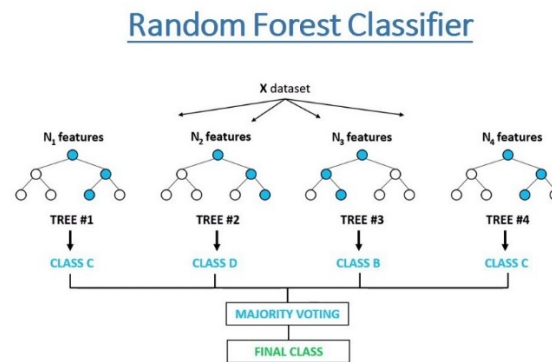 Random Forest Classifier
X dataset
N₁ features N₂ features N₃ features N₄ features
TREE #1 TREE #2 TREE #3 TREE #4
CLASS C CLASS D CLASS B CLASS C
MAJORITY VOTING
FINAL CLASS